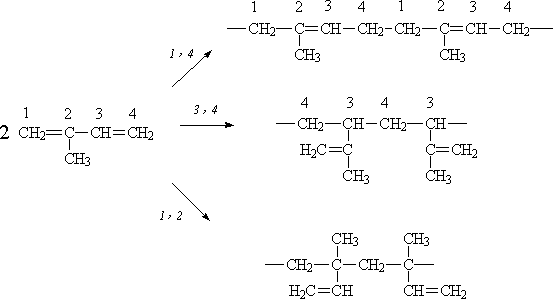 1 2 3 4 1 2 3 4
—CH2—C=CH—CH2—CH2—C=CH—CH2—
CH3 CH3
1，4
4 3 4 3
—CH2—CH—CH2—CH—
H2C=C C=CH2
CH3 CH3
3，4
1 2 3 4
2 CH2=C—CH=CH2
CH3
1，2
CH3 CH3
—CH2—C—CH2—C—
H2C=CH CH=CH2